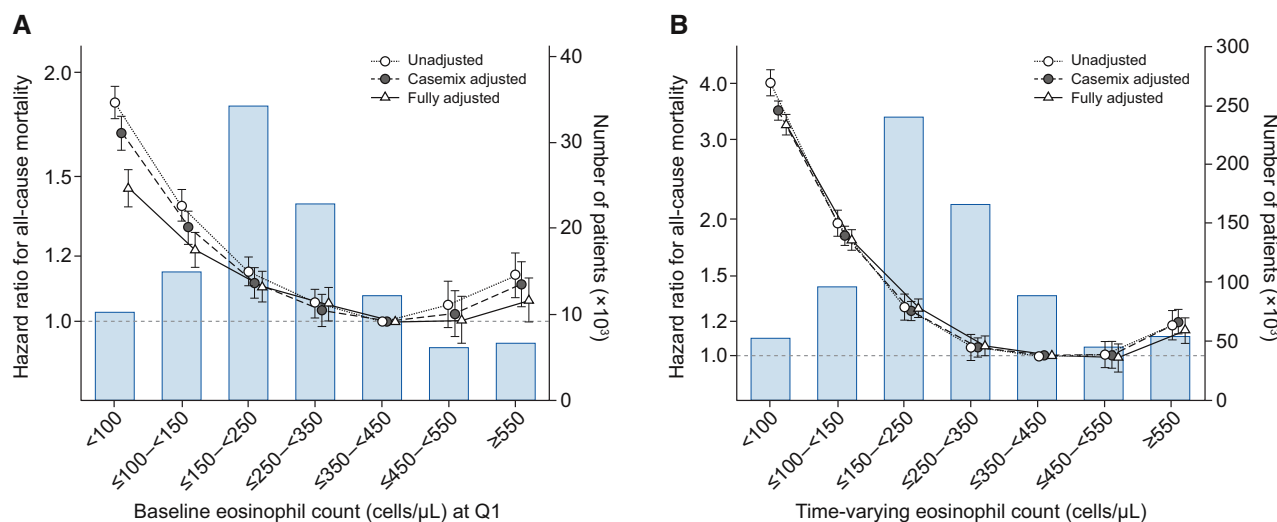 A
Hazard ratio for all-cause mortality
2.0
1.5
1.2
1.0
Unadjusted
Casemix adjusted
Fully adjusted
40
30
20
10
0
Number of patients (×10³)
<100
≤100–<150
≤150–<250
≤250–<350
≤350–<450
≤450–<550
≥550
Baseline eosinophil count (cells/µL) at Q1
B
Hazard ratio for all-cause mortality
4.0
3.0
2.0
1.5
1.2
1.0
Unadjusted
Casemix adjusted
Fully adjusted
300
250
200
150
100
50
0
Number of patients (×10³)
<100
≤100–<150
≤150–<250
≤250–<350
≤350–<450
≤450–<550
≥550
Time-varying eosinophil count (cells/µL)